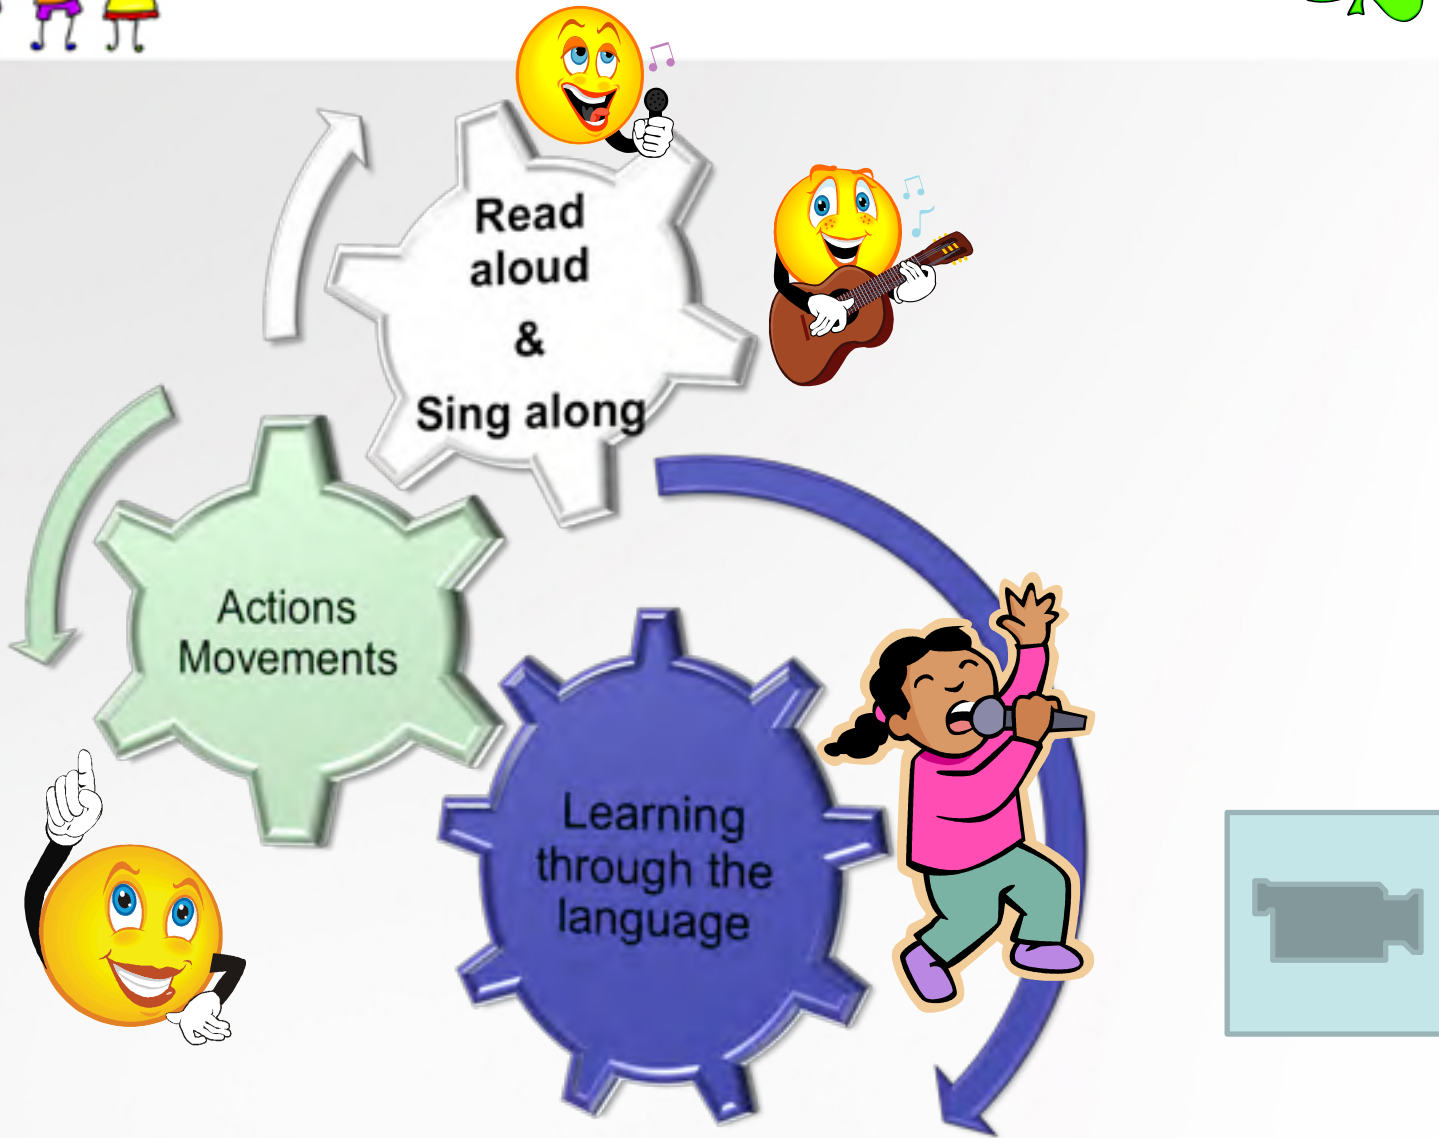 Read
aloud
&
Sing along
Actions
Movements
Learning
through the
language